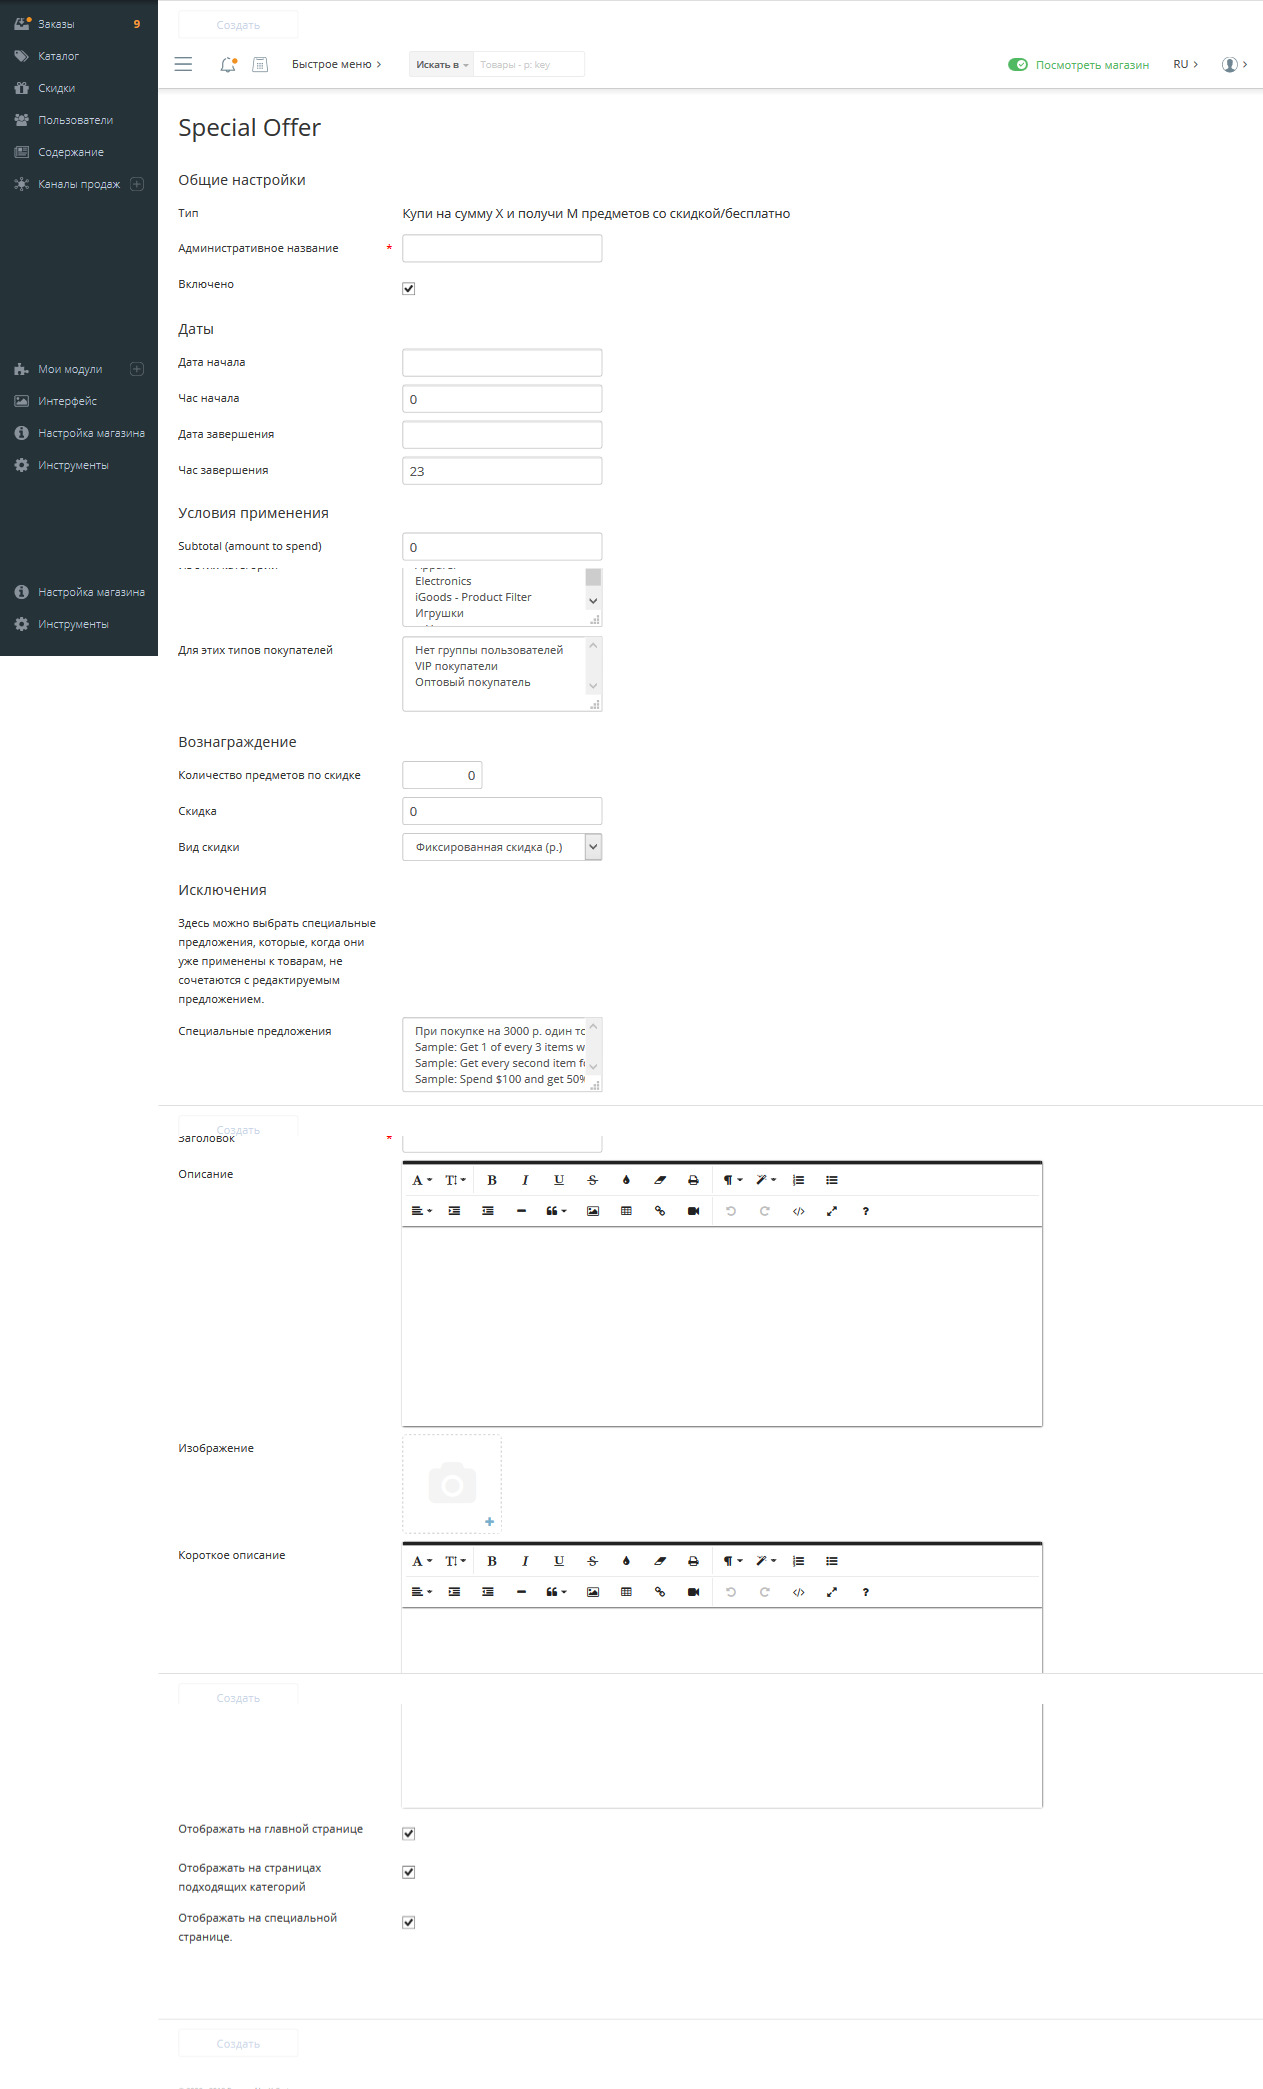 Заказы 9
Каталог
Скидки
Пользователи
Содержание
Каналы продаж
Мои модули
Интерфейс
Настройка магазина
Инструменты
Настройка магазина
Инструменты
Создать
Быстрое меню
Искать в
Товары - р: key
Посмотреть магазин
RU
Special Offer
Общие настройки
Тип
Купи на сумму X и получи M предметов со скидкой/бесплатно
Административное название *
Включено
Даты
Дата начала
Час начала
0
Дата завершения
Час завершения
23
Условия применения
Subtotal (amount to spend)
0
Electronics
iGoods - Product Filter
Игрушки
Для этих типов покупателей
Нет группы пользователей
VIP покупатели
Оптовый покупатель
Вознаграждение
Количество предметов по скидке
0
Скидка
0
Вид скидки
Фиксированная скидка (р.)
Исключения
Здесь можно выбрать специальные
предложения, которые, когда они
уже применены к товарам, не
сочетаются с редактируемым
предложением.
Специальные предложения
При покупке на 3000 р. один то
Sample: Get 1 of every 3 items w
Sample: Get every second item fo
Sample: Spend $100 and get 50%
Создать
Заголовок *
Описание
Изображение
Короткое описание
Создать
Отображать на главной странице
Отображать на страницах
подходящих категорий
Отображать на специальной
странице.
Создать